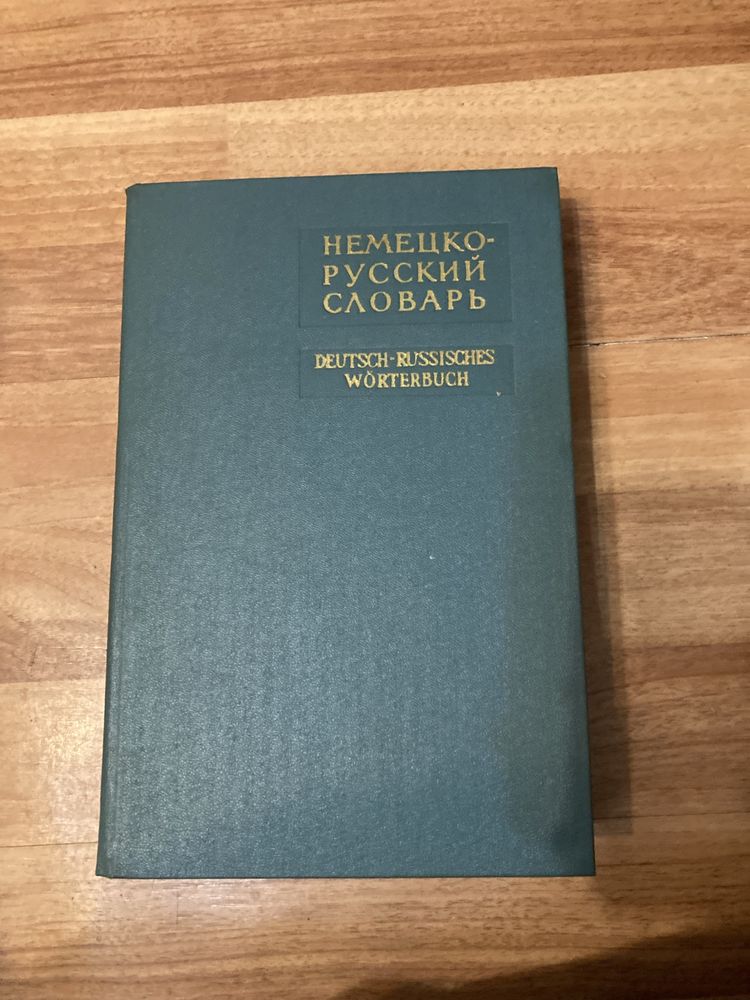 НЕМЕЦКО-
РУССКИЙ
СЛОВАРЬ
DEUTSCH-RUSSISCHES
WÖRTERBUCH